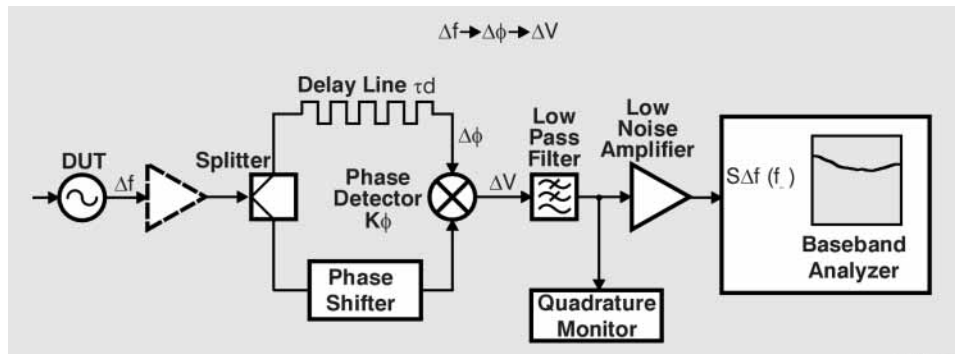 Δf→Δϕ→ΔV
Delay Line τd
DUT
Δf
Splitter
Δϕ
Phase
Detector
Kϕ
ΔV
Low
Pass
Filter
Low
Noise
Amplifier
SΔf (f_)
Baseband
Analyzer
Phase
Shifter
Quadrature
Monitor